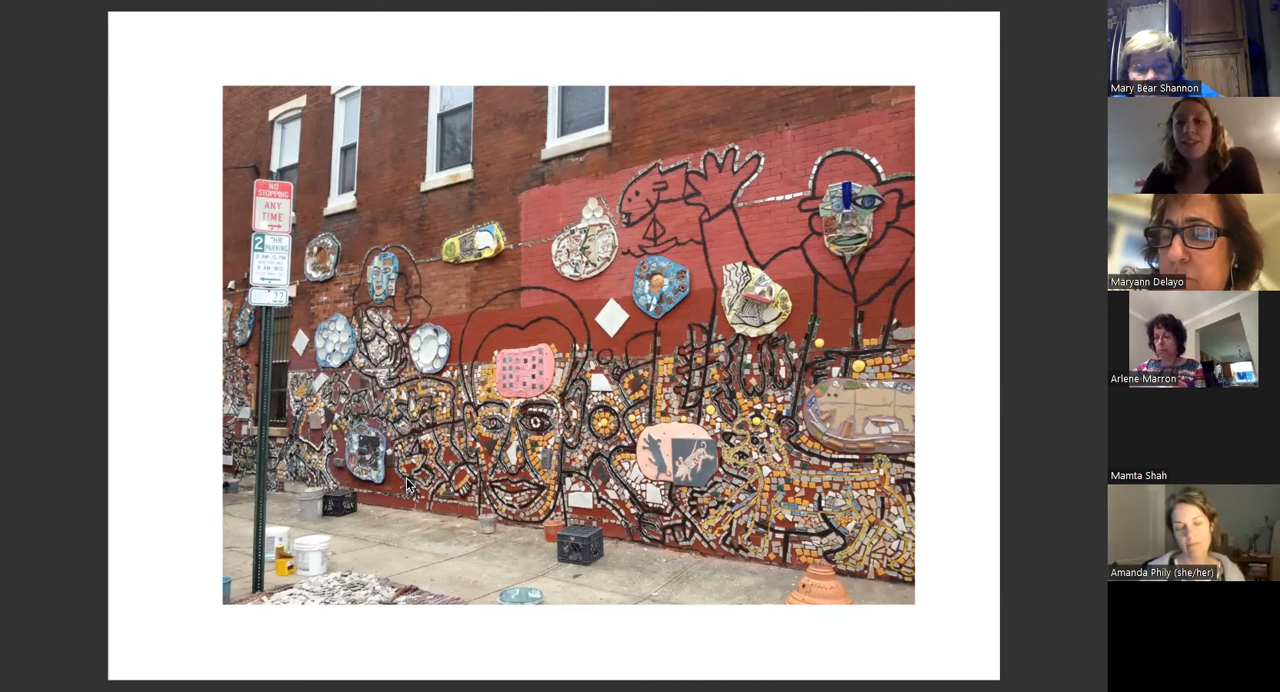 NO
STOPPING
ANY
TIME
2 HR
PARKING
Mary Bear Shannon
Maryann Delayo
Arlene Marron
Mamta Shah
Amanda Phily (she/her)